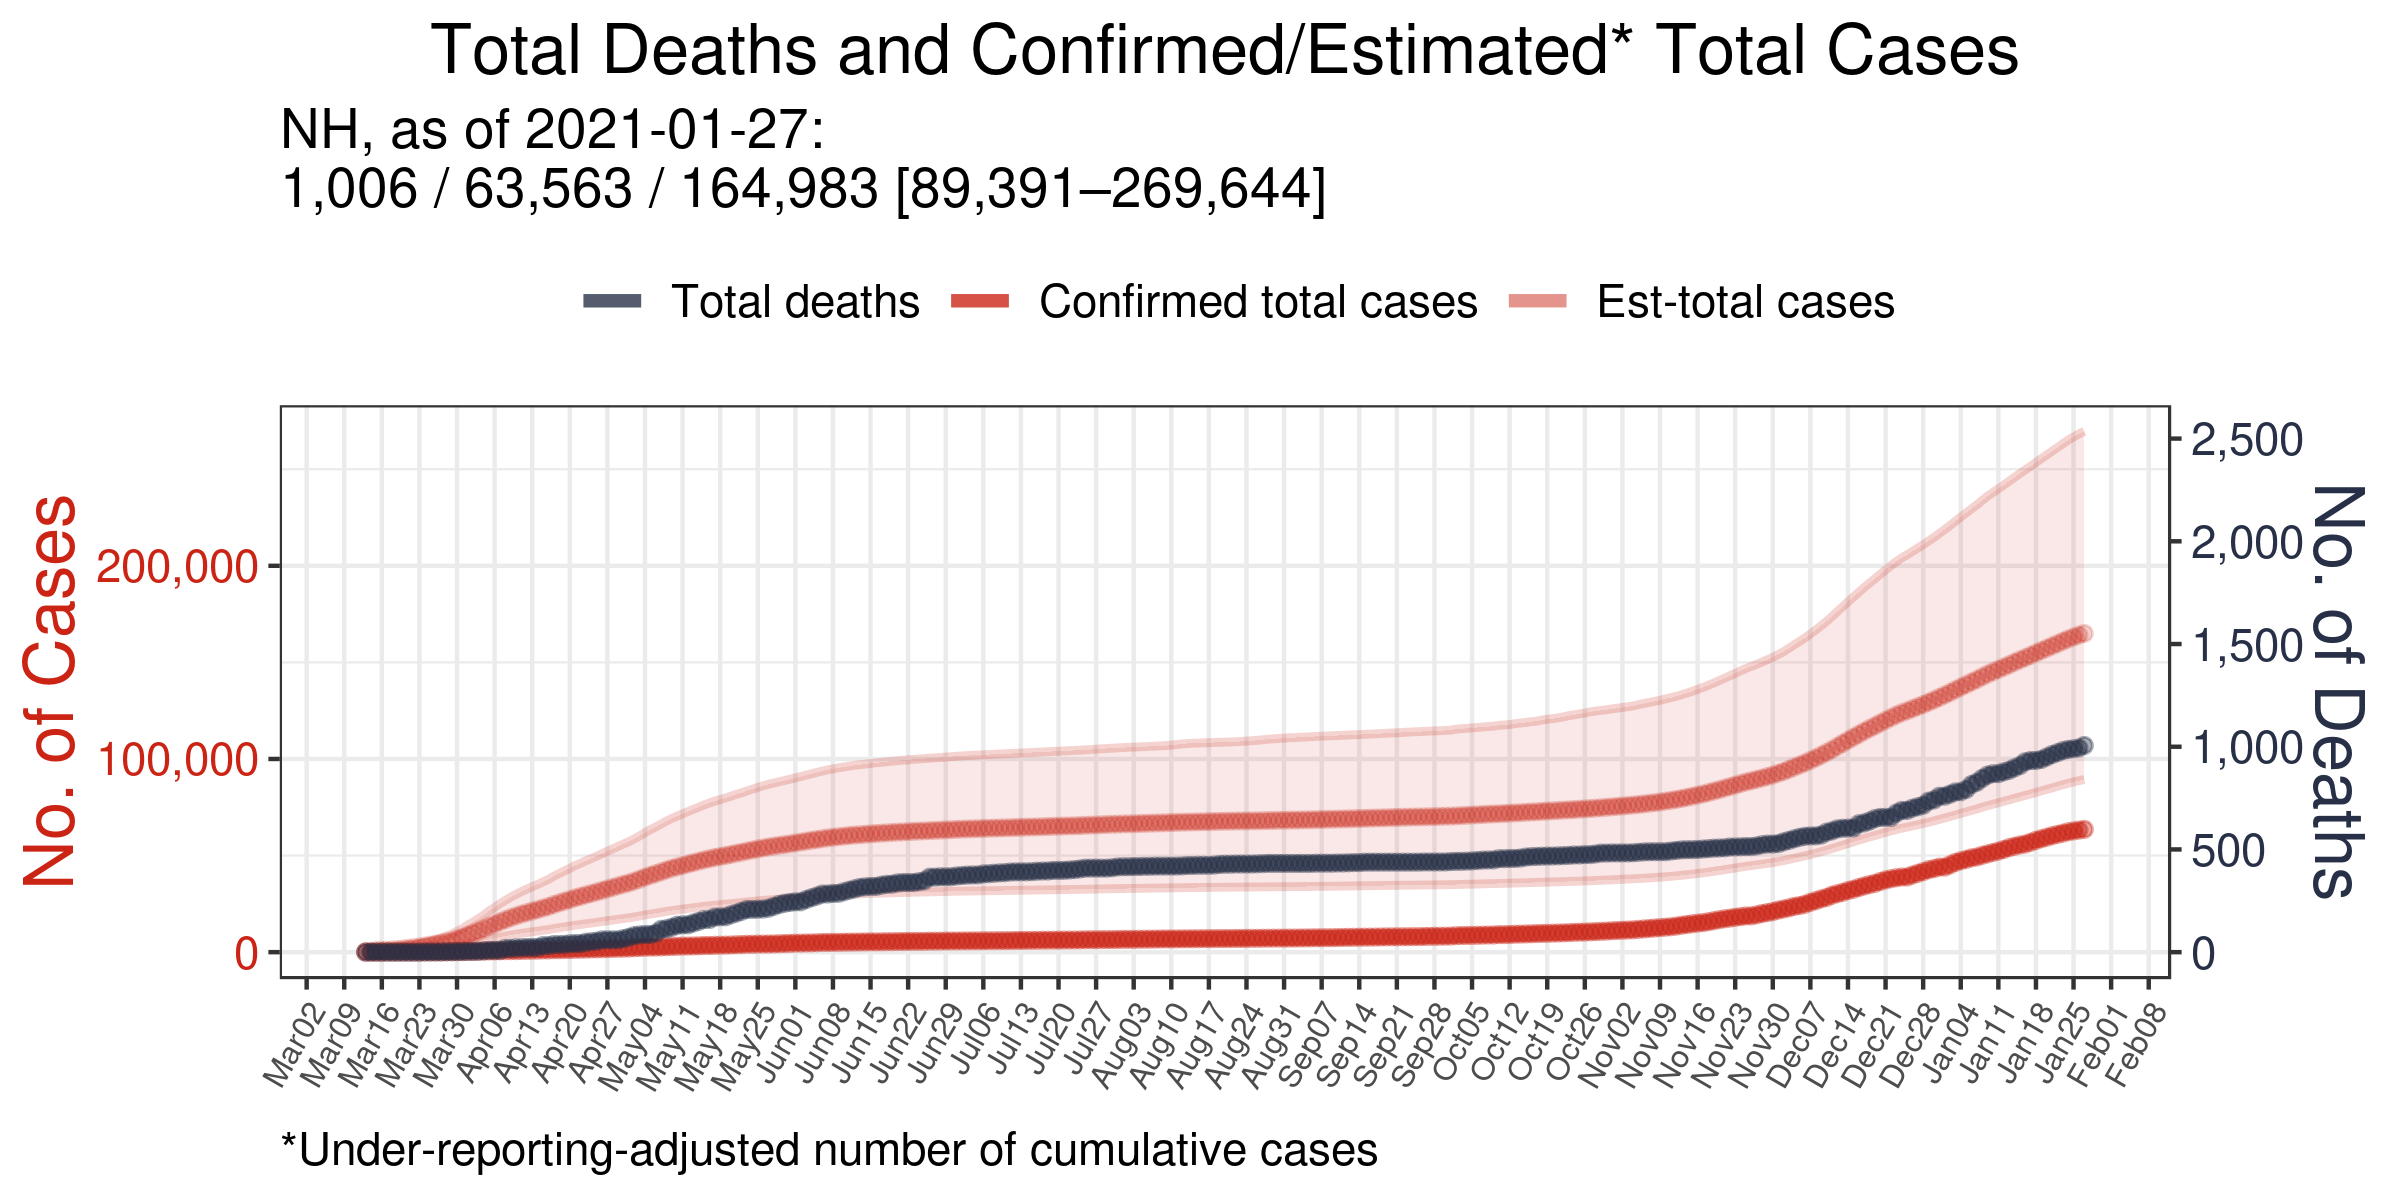 Total Deaths and Confirmed/Estimated* Total Cases
NH, as of 2021-01-27:
1,006 / 63,563 / 164,983 [89,391–269,644]
Total deaths
Confirmed total cases
Est-total cases
No. of Cases
200,000
100,000
0
2,500
2,000
1,500
1,000
500
0
No. of Deaths
Mar02
Mar09
Mar16
Mar23
Mar30
Apr06
Apr13
Apr20
Apr27
May04
May11
May18
May25
Jun01
Jun08
Jun15
Jun22
Jun29
Jul06
Jul13
Jul20
Jul27
Aug03
Aug10
Aug17
Aug24
Aug31
Sep07
Sep14
Sep21
Sep28
Oct05
Oct12
Oct19
Oct26
Nov02
Nov09
Nov16
Nov23
Nov30
Dec07
Dec14
Dec21
Dec28
Jan04
Jan11
Jan18
Jan25
Feb01
Feb08
*Under-reporting-adjusted number of cumulative cases